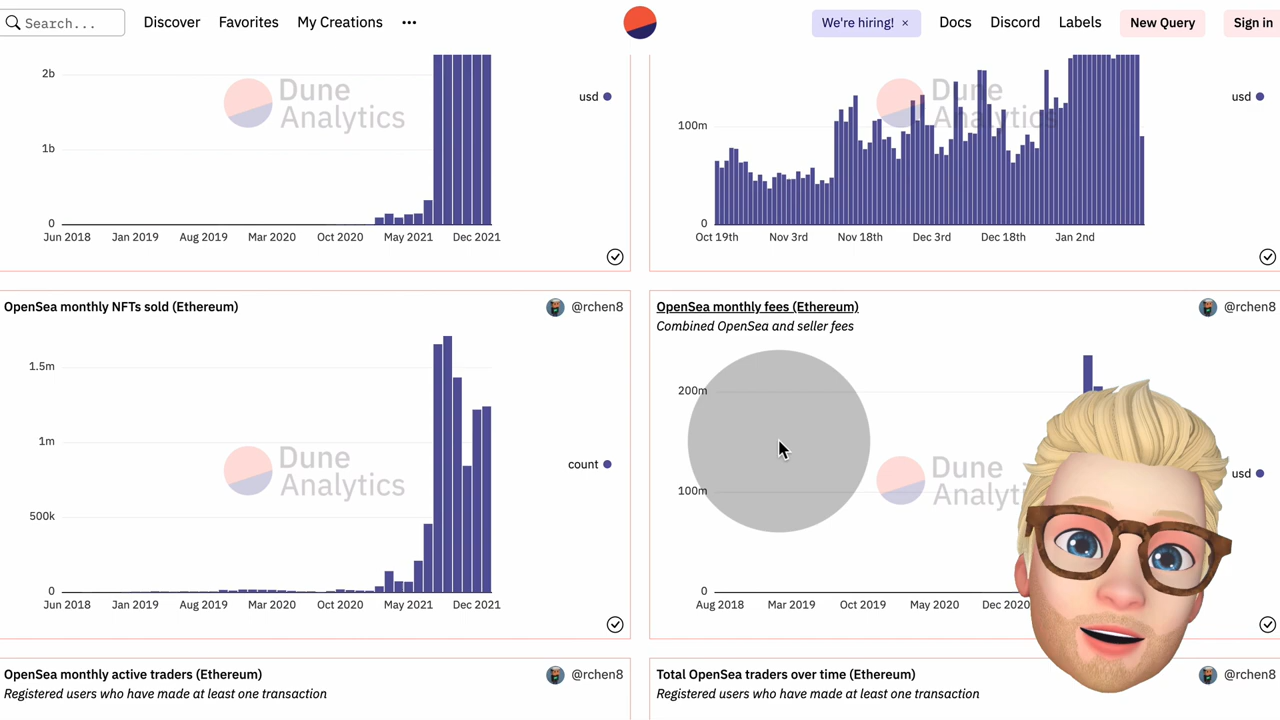 Search...
Discover
Favorites
My Creations
•••
We're hiring! ×
Docs
Discord
Labels
New Query
Sign in
2b
1b
0
Dune
Analytics
usd
Jun 2018
Jan 2019
Aug 2019
Mar 2020
Oct 2020
May 2021
Dec 2021
100m
0
Dune
Analytics
usd
Oct 19th
Nov 3rd
Nov 18th
Dec 3rd
Dec 18th
Jan 2nd
OpenSea monthly NFTs sold (Ethereum)
@rchen8
1.5m
1m
500k
0
Dune
Analytics
count
Jun 2018
Jan 2019
Aug 2019
Mar 2020
Oct 2020
May 2021
Dec 2021
OpenSea monthly fees (Ethereum)
@rchen8
Combined OpenSea and seller fees
200m
100m
0
Dune
Analyti
usd
Aug 2018
Mar 2019
Oct 2019
May 2020
Dec 2020
OpenSea monthly active traders (Ethereum)
@rchen8
Registered users who have made at least one transaction
Total OpenSea traders over time (Ethereum)
@rchen8
Registered users who have made at least one transaction